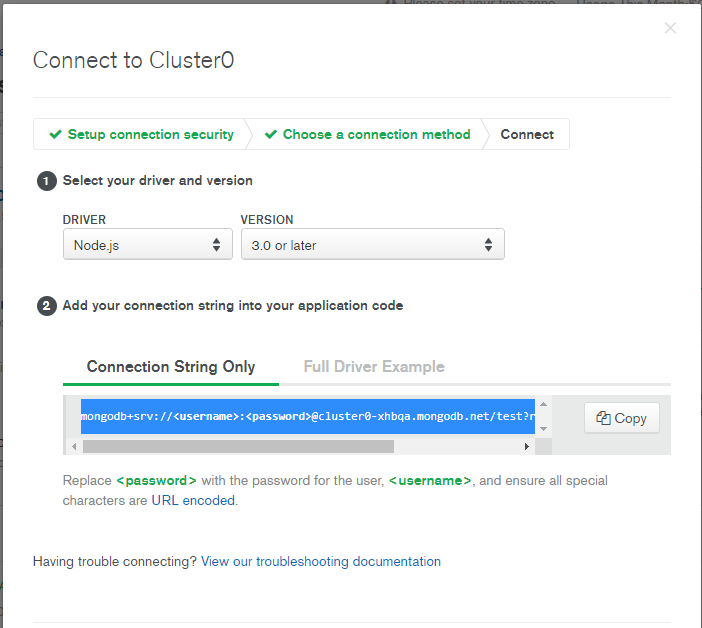 Please set your time zone
Usage This Month:
Connect to Cluster0
Setup connection security
Choose a connection method
Connect
1 Select your driver and version
DRIVER
VERSION
Node.js
3.0 or later
2 Add your connection string into your application code
Connection String Only
Full Driver Example
mongodb+srv://<username>:<password>@cluster0-xhbqa.mongodb.net/test?r
Copy
Replace <password> with the password for the user, <username>, and ensure all special
characters are URL encoded.
Having trouble connecting? View our troubleshooting documentation